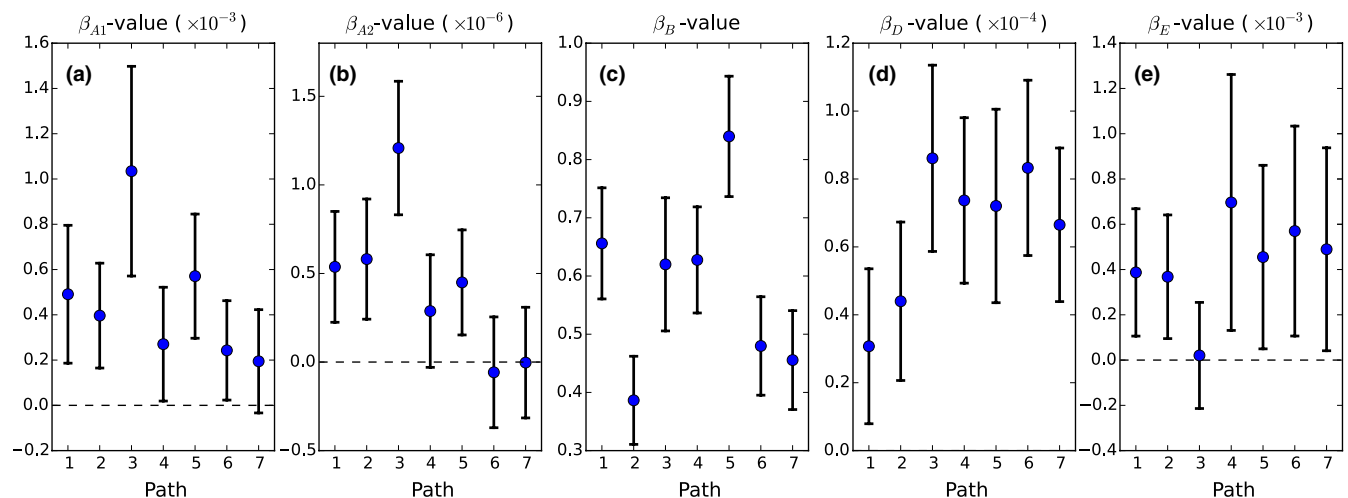 β_{A1}-value (×10^{−3})
β_{A2}-value (×10^{−6})
β_B-value
β_D-value (×10^{−4})
β_E-value (×10^{−3})
(a)
1.6
1.4
1.2
1.0
0.8
0.6
0.4
0.2
0.0
−0.2
1 2 3 4 5 6 7
Path
(b)
1.5
1.0
0.5
0.0
−0.5
1 2 3 4 5 6 7
Path
(c)
1.0
0.9
0.8
0.7
0.6
0.5
0.4
0.3
1 2 3 4 5 6 7
Path
(d)
1.2
1.0
0.8
0.6
0.4
0.2
0.0
1 2 3 4 5 6 7
Path
(e)
1.4
1.2
1.0
0.8
0.6
0.4
0.2
0.0
−0.2
−0.4
1 2 3 4 5 6 7
Path